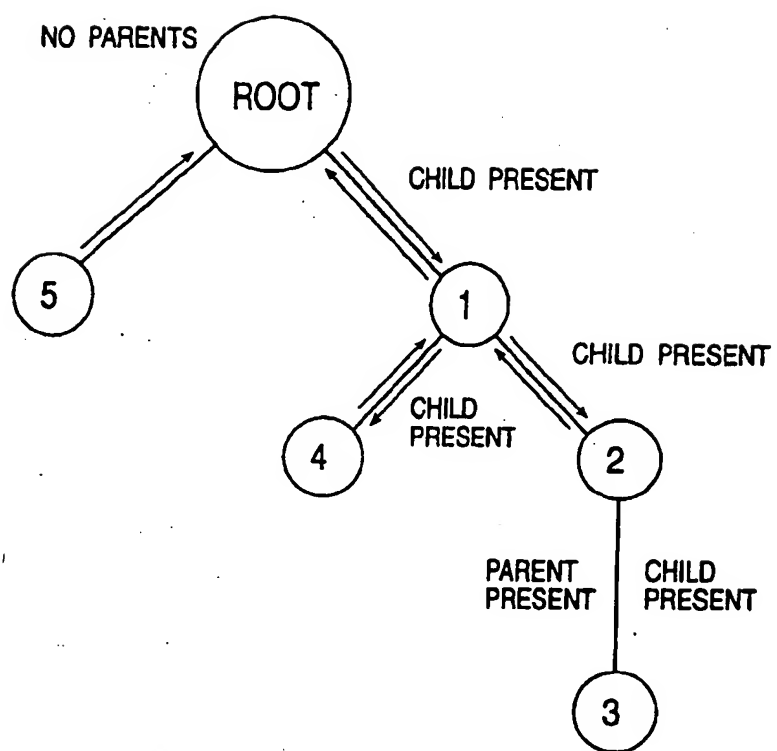 NO PARENTS
ROOT
CHILD PRESENT
5
1
CHILD PRESENT
CHILD
PRESENT
4
2
PARENT
PRESENT
CHILD
PRESENT
3